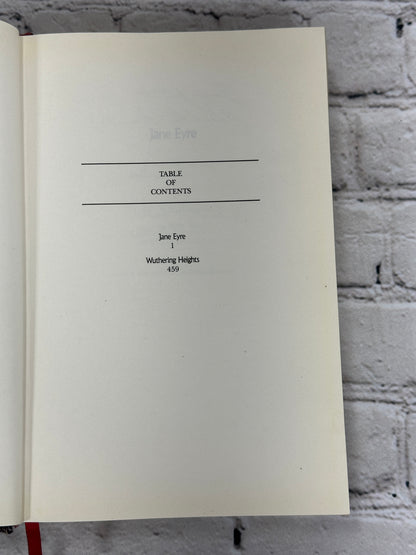 Jane Eyre
TABLE
OF
CONTENTS
Jane Eyre
1
Wuthering Heights
459